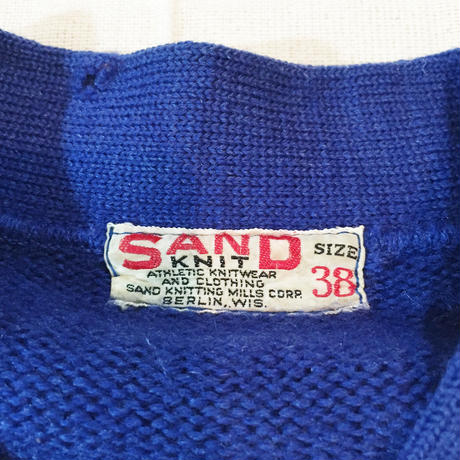 SAND
KNIT
ATHLETIC KNITWEAR
AND CLOTHING
SAND KNITTING MILLS CORP.
BERLIN, WIS.
SIZE
38